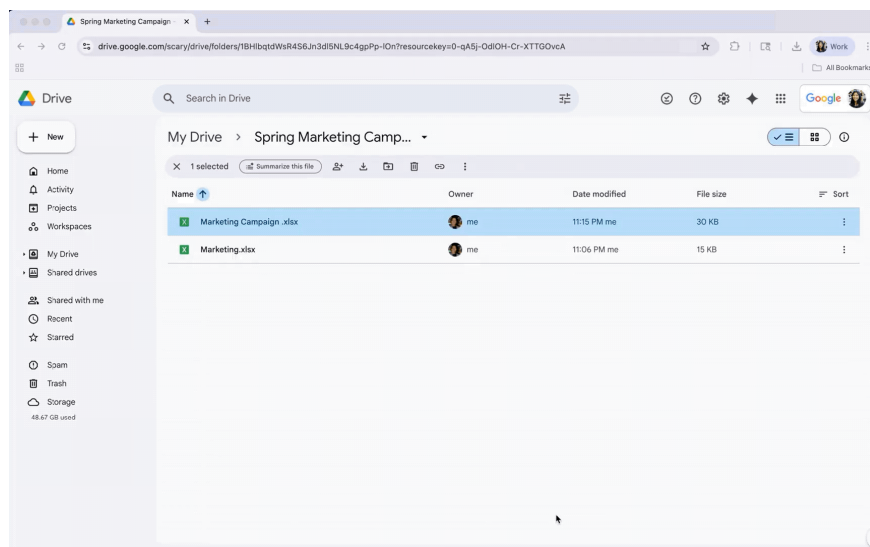 Spring Marketing Campaign -
drive.google.com/scary/drive/folders/1BHlbqtdWsR4S6Jn3dl5NL9c4gpPp-lOn?resourcekey=0-qA5j-OdlOH-Cr-XTTGOvcA
Work
All Bookmarks
Drive
Search in Drive
Google
New
My Drive > Spring Marketing Camp...
1 selected
Summarize this file
Name
Owner
Date modified
File size
Sort
Marketing Campaign .xlsx
me
11:15 PM me
30 KB
Marketing.xlsx
me
11:06 PM me
15 KB
Home
Activity
Projects
Workspaces
My Drive
Shared drives
Shared with me
Recent
Starred
Spam
Trash
Storage
48.67 GB used